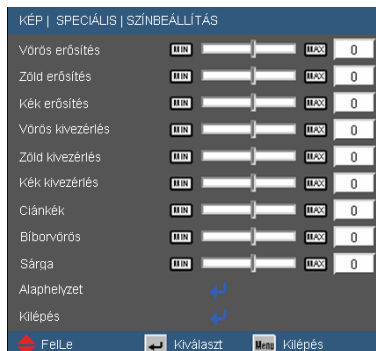 KÉP | SPECIÁLIS | SZÍNBEÁLLÍTÁS
Vörös erősítés MIN MAX 0
Zöld erősítés MIN MAX 0
Kék erősítés MIN MAX 0
Vörös kivezérlés MIN MAX 0
Zöld kivezérlés MIN MAX 0
Kék kivezérlés MIN MAX 0
Ciánkék MIN MAX 0
Bíborvörös MIN MAX 0
Sárga MIN MAX 0
Alaphelyzet
Kilépés
FelLe Kiválaszt Menu Kilépés